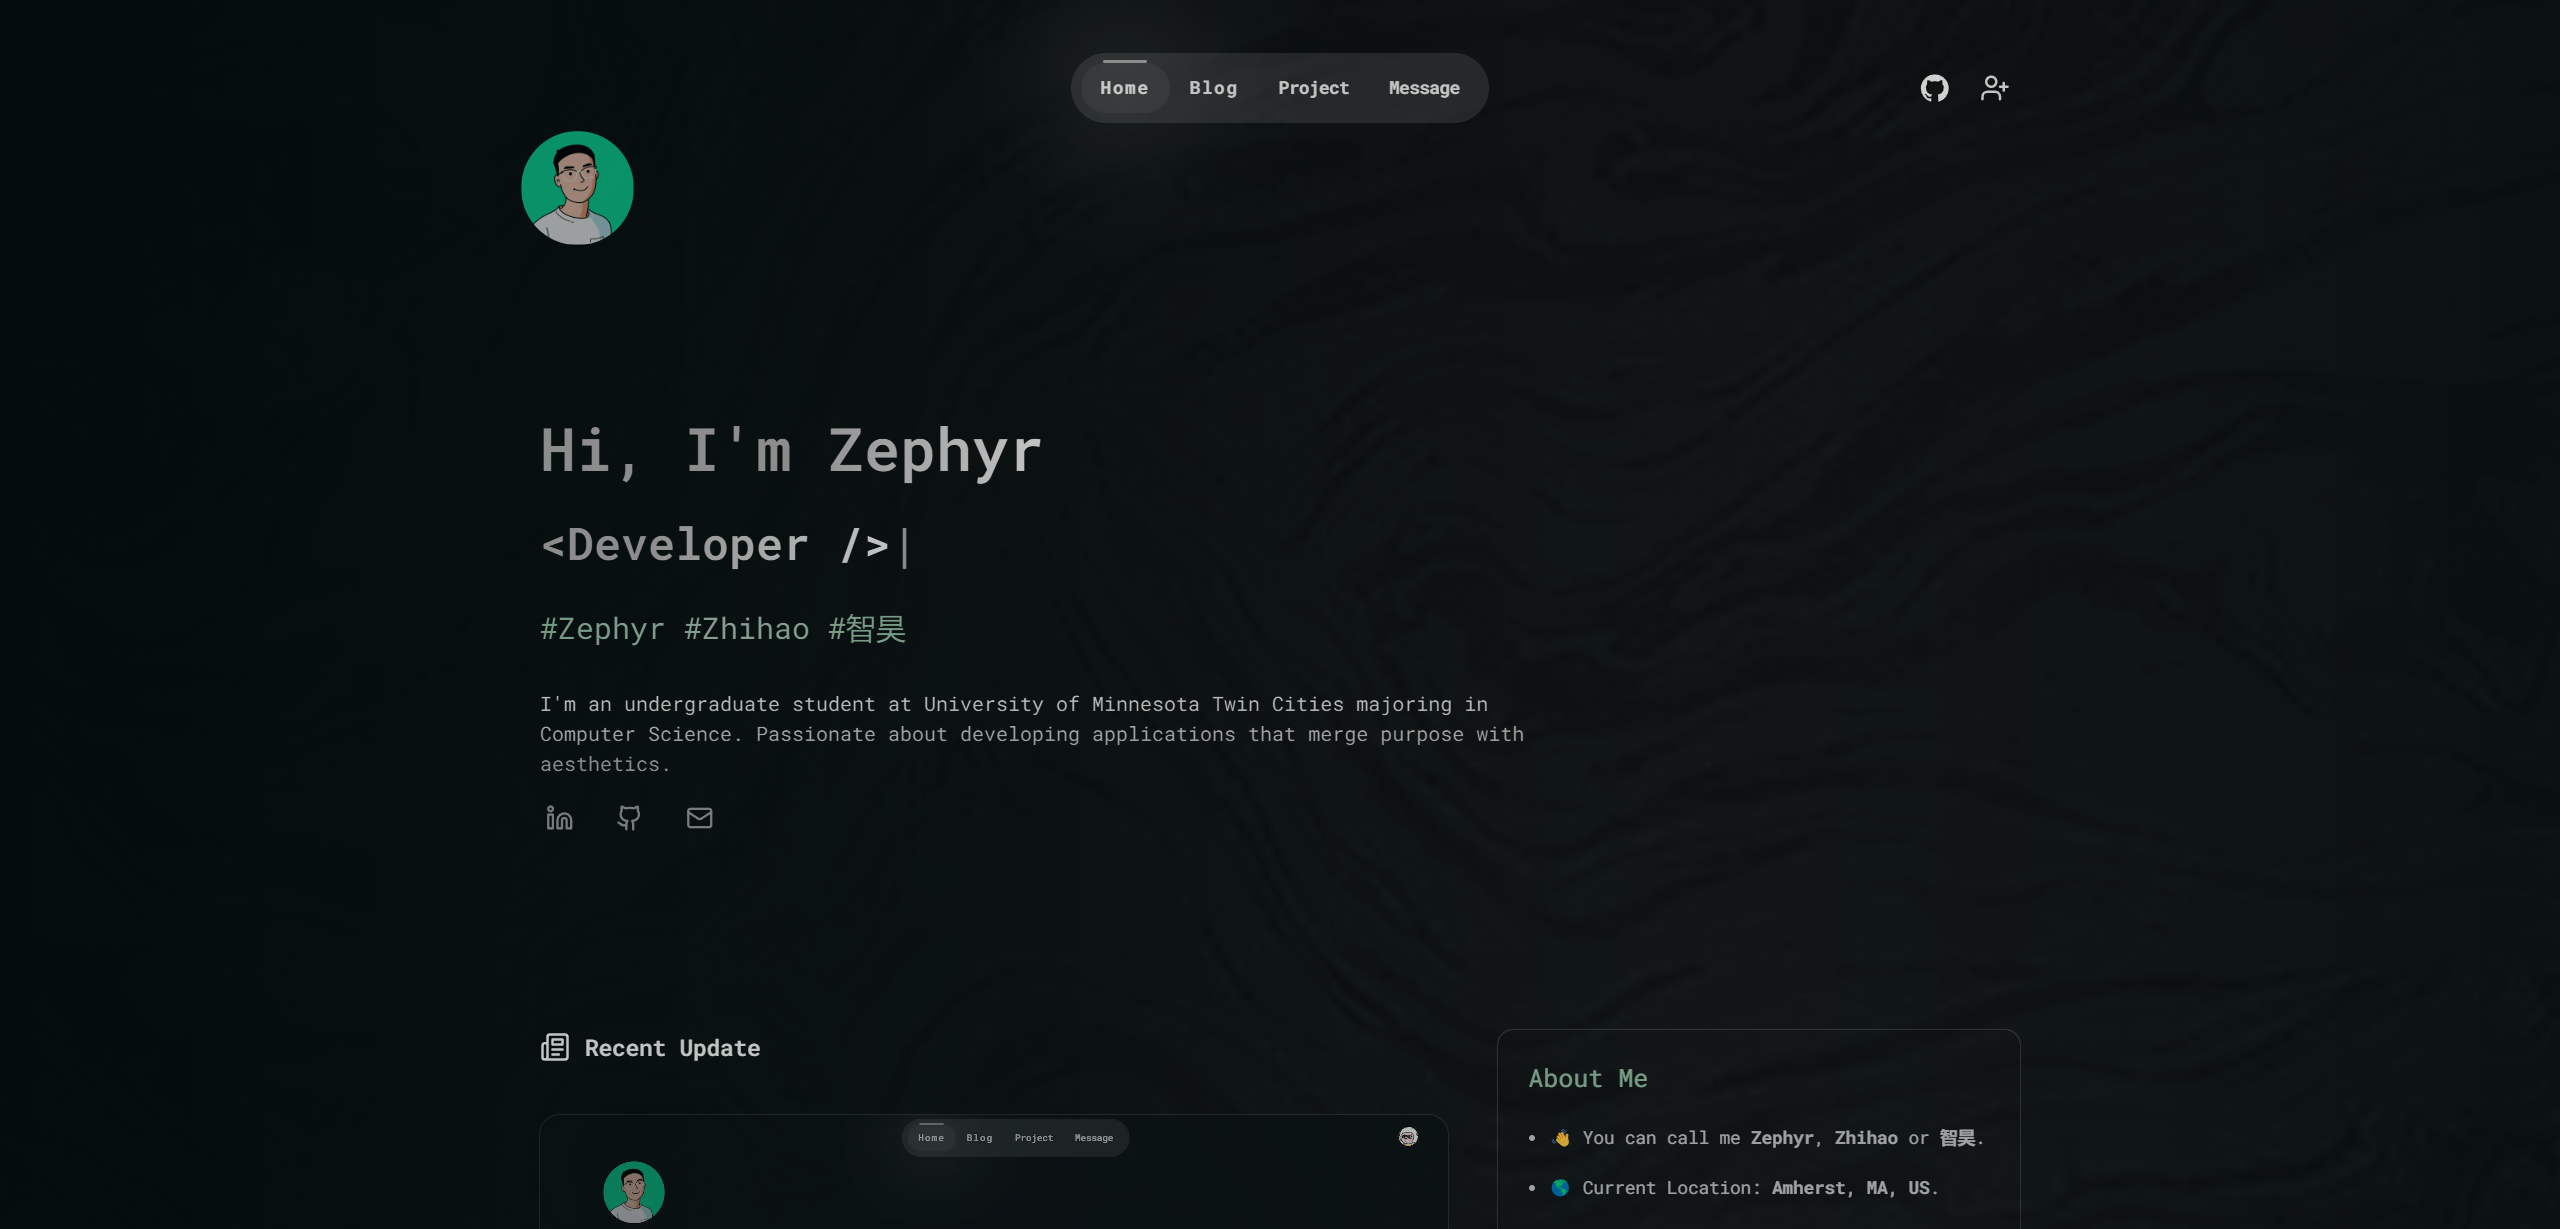 Home Blog Project Message
Hi, I'm Zephyr
<Developer />|
#Zephyr #Zhihao #智昊
I'm an undergraduate student at University of Minnesota Twin Cities majoring in
Computer Science. Passionate about developing applications that merge purpose with
aesthetics.
Recent Update
Home Blog Project Message
About Me
• 👋 You can call me Zephyr, Zhihao or 智昊.
• 🌎 Current Location: Amherst, MA, US.